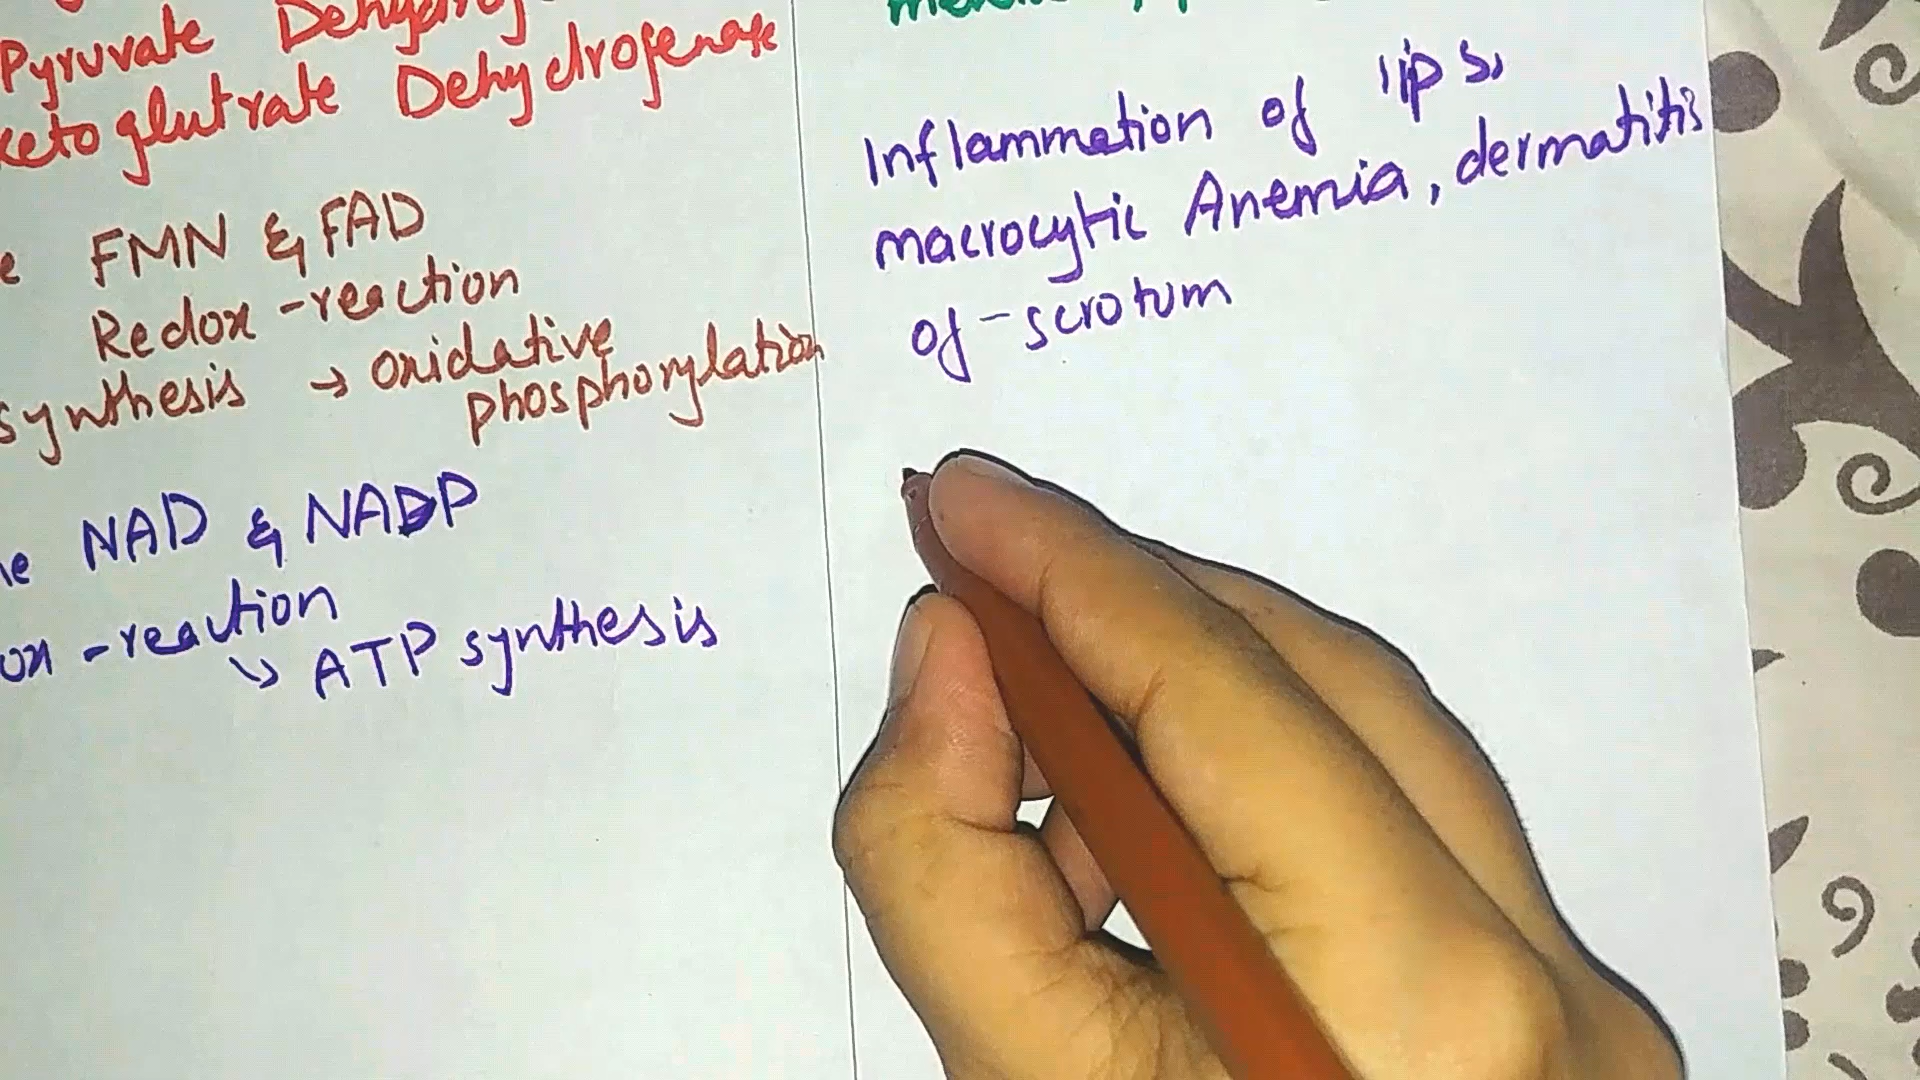 Pyruvate
ketoglutrate Dehydrogenase
FMN & FAD
Redox-reaction
synthesis → oxidative
phosphorylation
NAD & NADP
ox-reaction
↘ ATP synthesis
Inflammation of lips,
macrocytic Anemia, dermatitis
of-scrotum